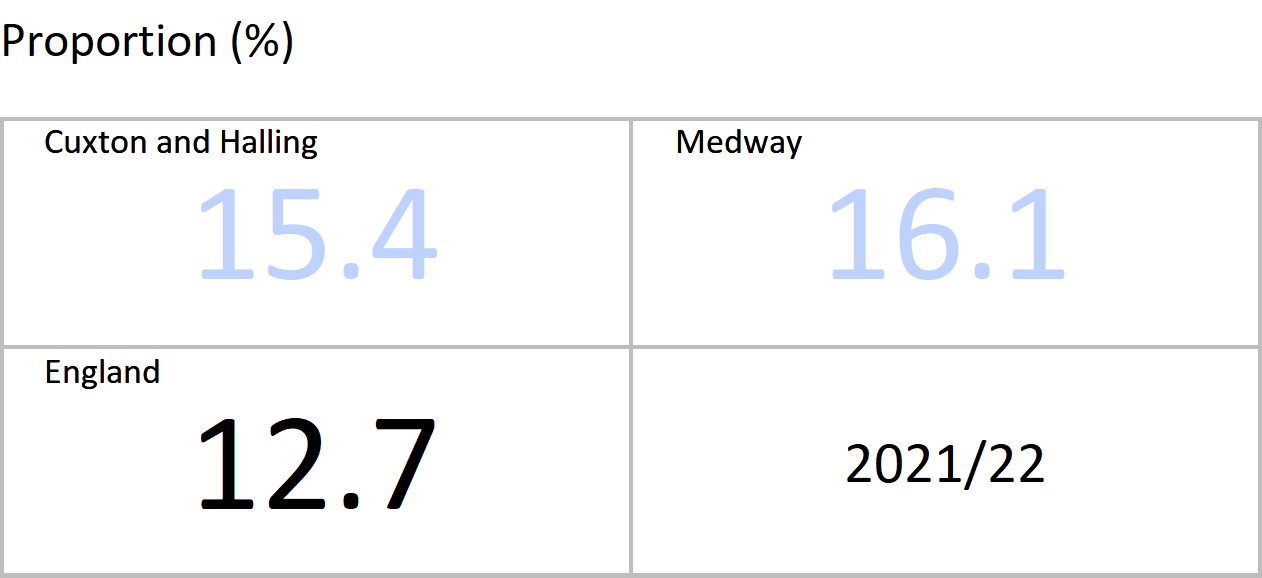 Proportion (%)
Cuxton and Halling
15.4
Medway
16.1
England
12.7
2021/22